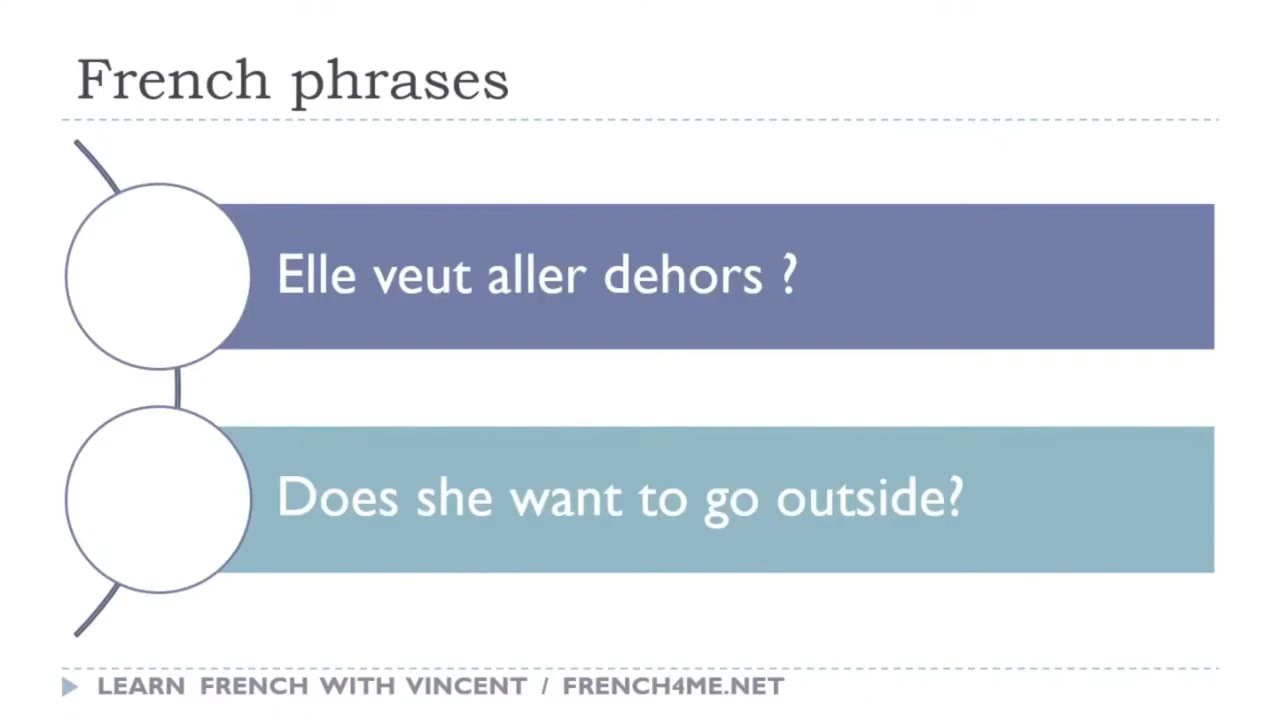 French phrases
Elle veut aller dehors ?
Does she want to go outside?
LEARN FRENCH WITH VINCENT / FRENCH4ME.NET